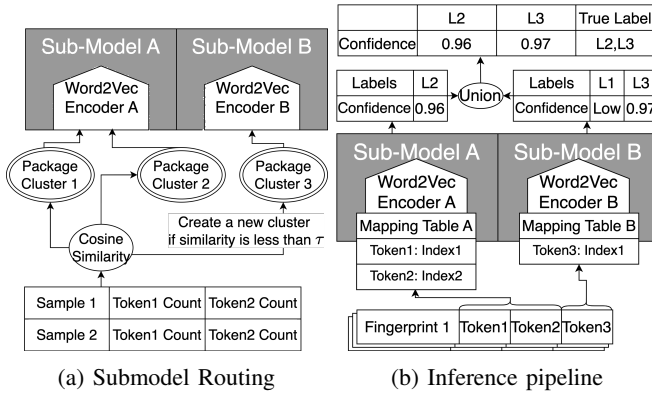 Sub-Model A
Sub-Model B
Word2Vec
Encoder A
Word2Vec
Encoder B
Package
Cluster 1
Package
Cluster 2
Package
Cluster 3
Cosine
Similarity
Create a new cluster
if similarity is less than τ
Sample 1 Token1 Count Token2 Count
Sample 2 Token1 Count Token2 Count
(a) Submodel Routing
L2 L3 True Label
Confidence 0.96 0.97 L2,L3
Labels L2
Confidence 0.96
Union
Labels L1 L3
Confidence Low 0.97
Sub-Model A
Sub-Model B
Word2Vec
Encoder A
Word2Vec
Encoder B
Mapping Table A
Token1: Index1
Token2: Index2
Mapping Table B
Token3: Index1
Fingerprint 1 Token1 Token2 Token3
(b) Inference pipeline